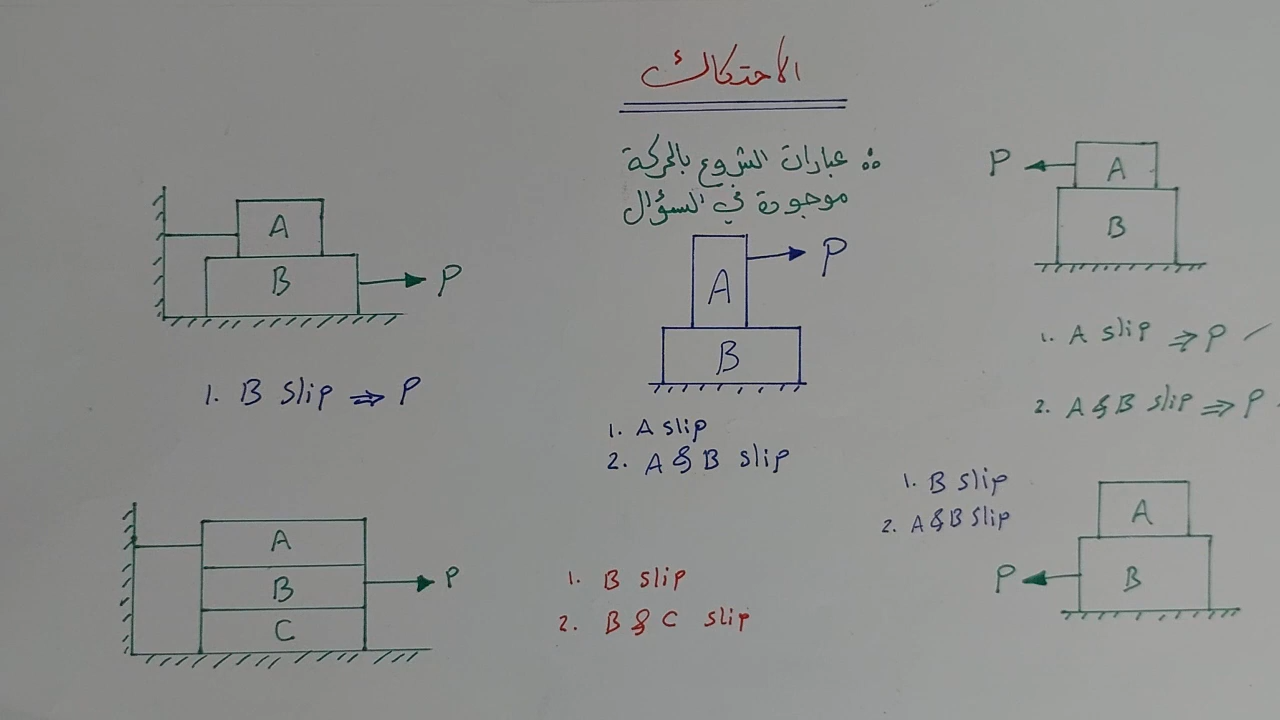 الاحتكاك
∴ عبارات الشروع بالحركة
موجودة في السؤال
A
B
P
1. B slip ⇒ P
A
P
B
1. A slip
2. A & B slip
P
A
B
1. A slip ⇒ P
2. A & B slip ⇒ P
A
B
C
P
1. B slip
2. B & C slip
1. B slip
2. A & B slip
A
P
B